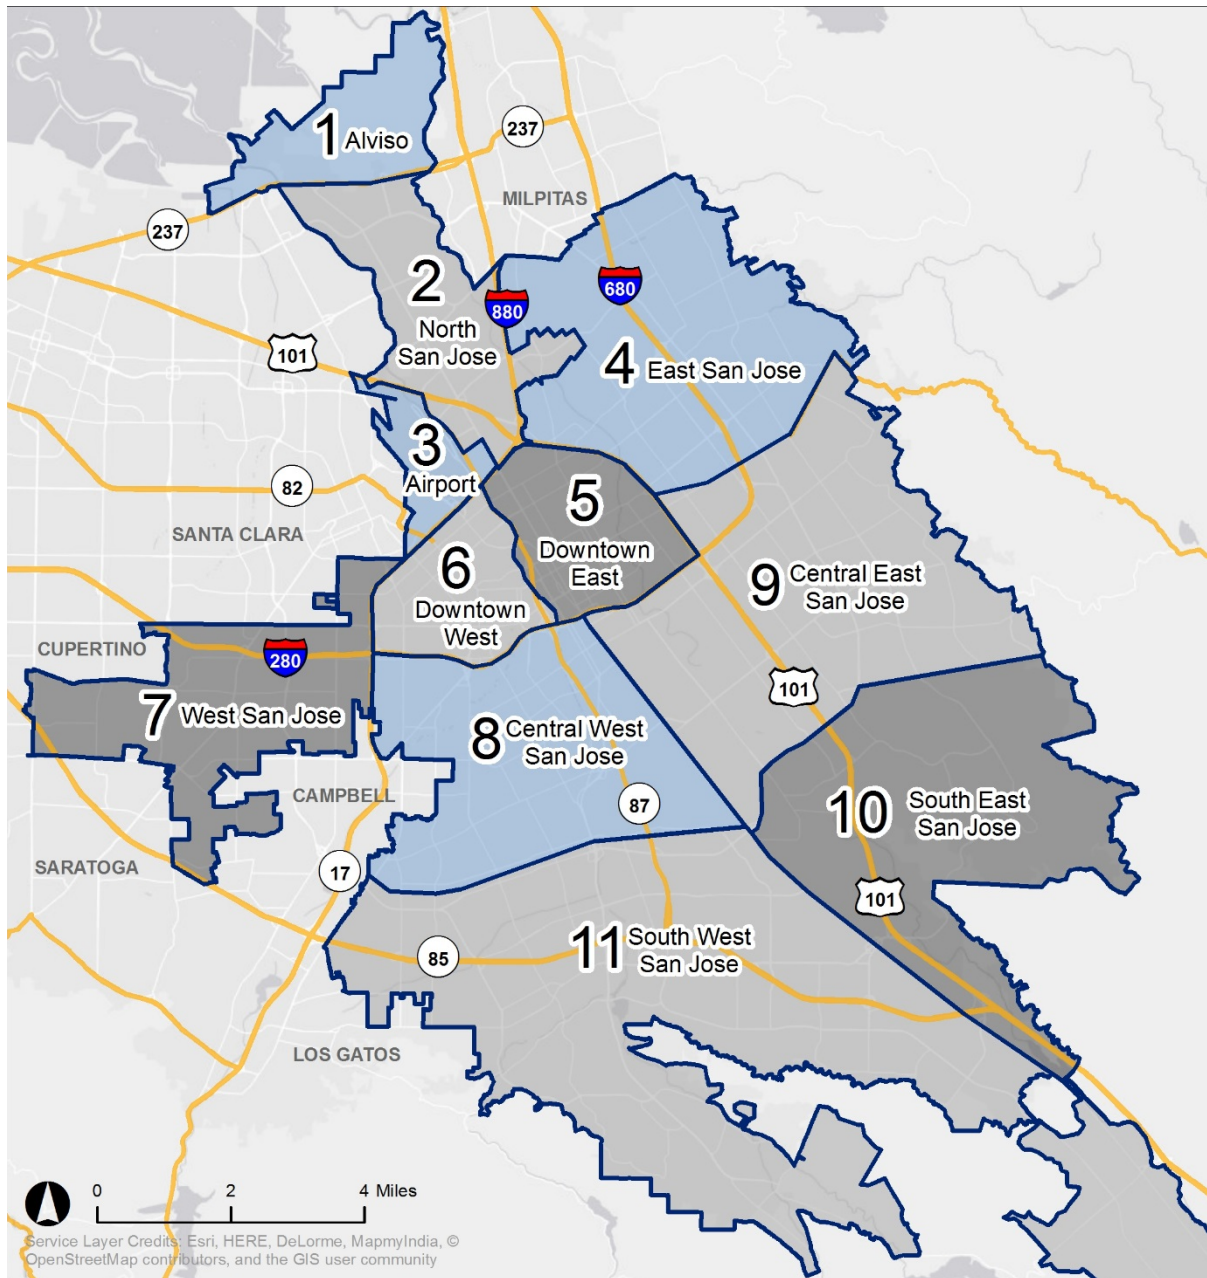 1 Alviso
237
MILPITAS
237
2
North
San Jose
880
680
101
4 East San Jose
3
Airport
82
5
Downtown
East
SANTA CLARA
6
Downtown
West
9 Central East
San Jose
CUPERTINO
280
7 West San Jose
101
8 Central West
San Jose
CAMPBELL
87
10 South East
San Jose
SARATOGA
17
101
11 South West
San Jose
85
LOS GATOS
0 2 4 Miles
Service Layer Credits: Esri, HERE, DeLorme, MapmyIndia, ©
OpenStreetMap contributors, and the GIS user community